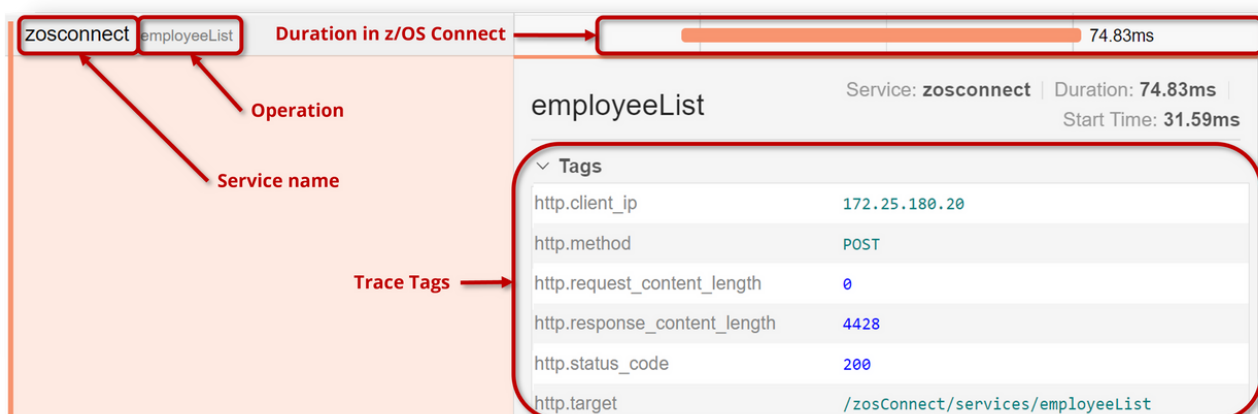 zosconnect employeeList Duration in z/OS Connect 74.83ms
Operation
Service name
employeeList
Service: zosconnect Duration: 74.83ms
Start Time: 31.59ms
Trace Tags
Tags
http.client_ip 172.25.180.20
http.method POST
http.request_content_length 0
http.response_content_length 4428
http.status_code 200
http.target /zosConnect/services/employeeList